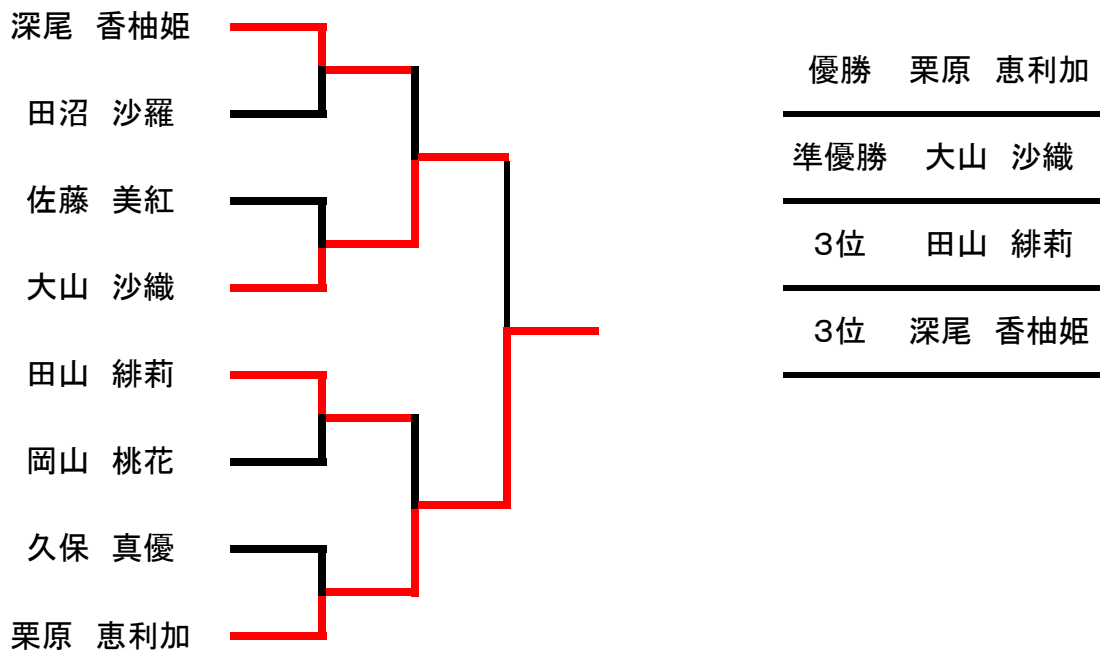 深尾　香柚姫
田沼　沙羅
佐藤　美紅
大山　沙織
田山　緋莉
岡山　桃花
久保　真優
栗原　恵利加
優勝　栗原　恵利加
準優勝　大山　沙織
３位　田山　緋莉
３位　深尾　香柚姫